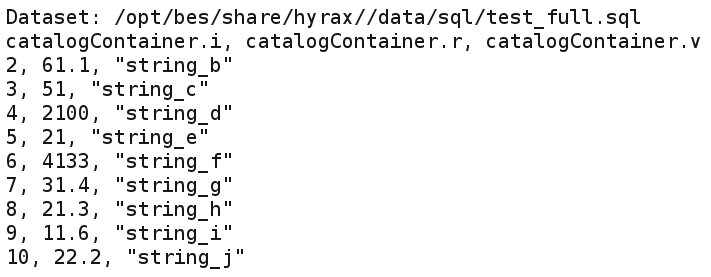 Dataset: /opt/bes/share/hyrax//data/sql/test_full.sql
catalogContainer.i, catalogContainer.r, catalogContainer.v
2, 61.1, "string_b"
3, 51, "string_c"
4, 2100, "string_d"
5, 21, "string_e"
6, 4133, "string_f"
7, 31.4, "string_g"
8, 21.3, "string_h"
9, 11.6, "string_i"
10, 22.2, "string_j"